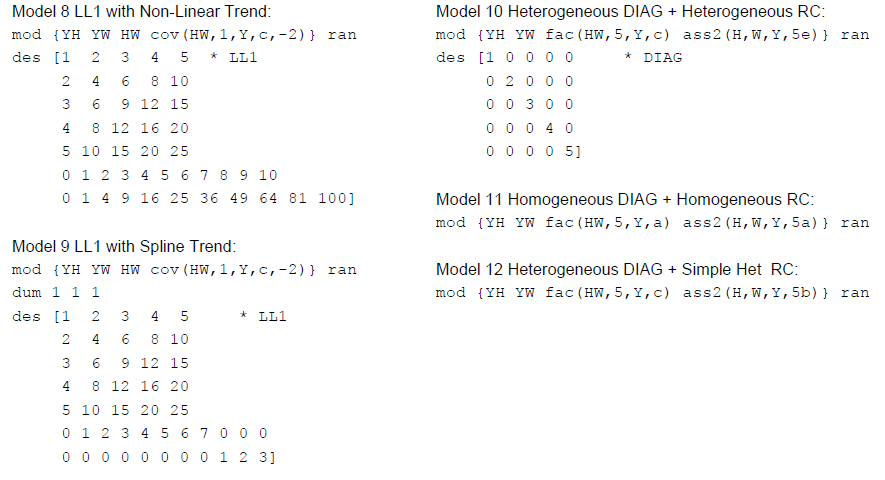 Model 8 LL1 with Non-Linear Trend:
mod {YH YW HW cov(HW,1,Y,c,-2)} ran
des [1 2 3 4 5 * LL1
2 4 6 8 10
3 6 9 12 15
4 8 12 16 20
5 10 15 20 25
0 1 2 3 4 5 6 7 8 9 10
0 1 4 9 16 25 36 49 64 81 100]
Model 9 LL1 with Spline Trend:
mod {YH YW HW cov(HW,1,Y,c,-2)} ran
dum 1 1 1
des [1 2 3 4 5 * LL1
2 4 6 8 10
3 6 9 12 15
4 8 12 16 20
5 10 15 20 25
0 1 2 3 4 5 6 7 0 0 0
0 0 0 0 0 0 0 0 1 2 3]
Model 10 Heterogeneous DIAG + Heterogeneous RC:
mod {YH YW fac(HW,5,Y,c) ass2(H,W,Y,5e)} ran
des [1 0 0 0 0 * DIAG
0 2 0 0 0
0 0 3 0 0
0 0 0 4 0
0 0 0 0 5]
Model 11 Homogeneous DIAG + Homogeneous RC:
mod {YH YW fac(HW,5,Y,a) ass2(H,W,Y,5a)} ran
Model 12 Heterogeneous DIAG + Simple Het RC:
mod {YH YW fac(HW,5,Y,c) ass2(H,W,Y,5b)} ran